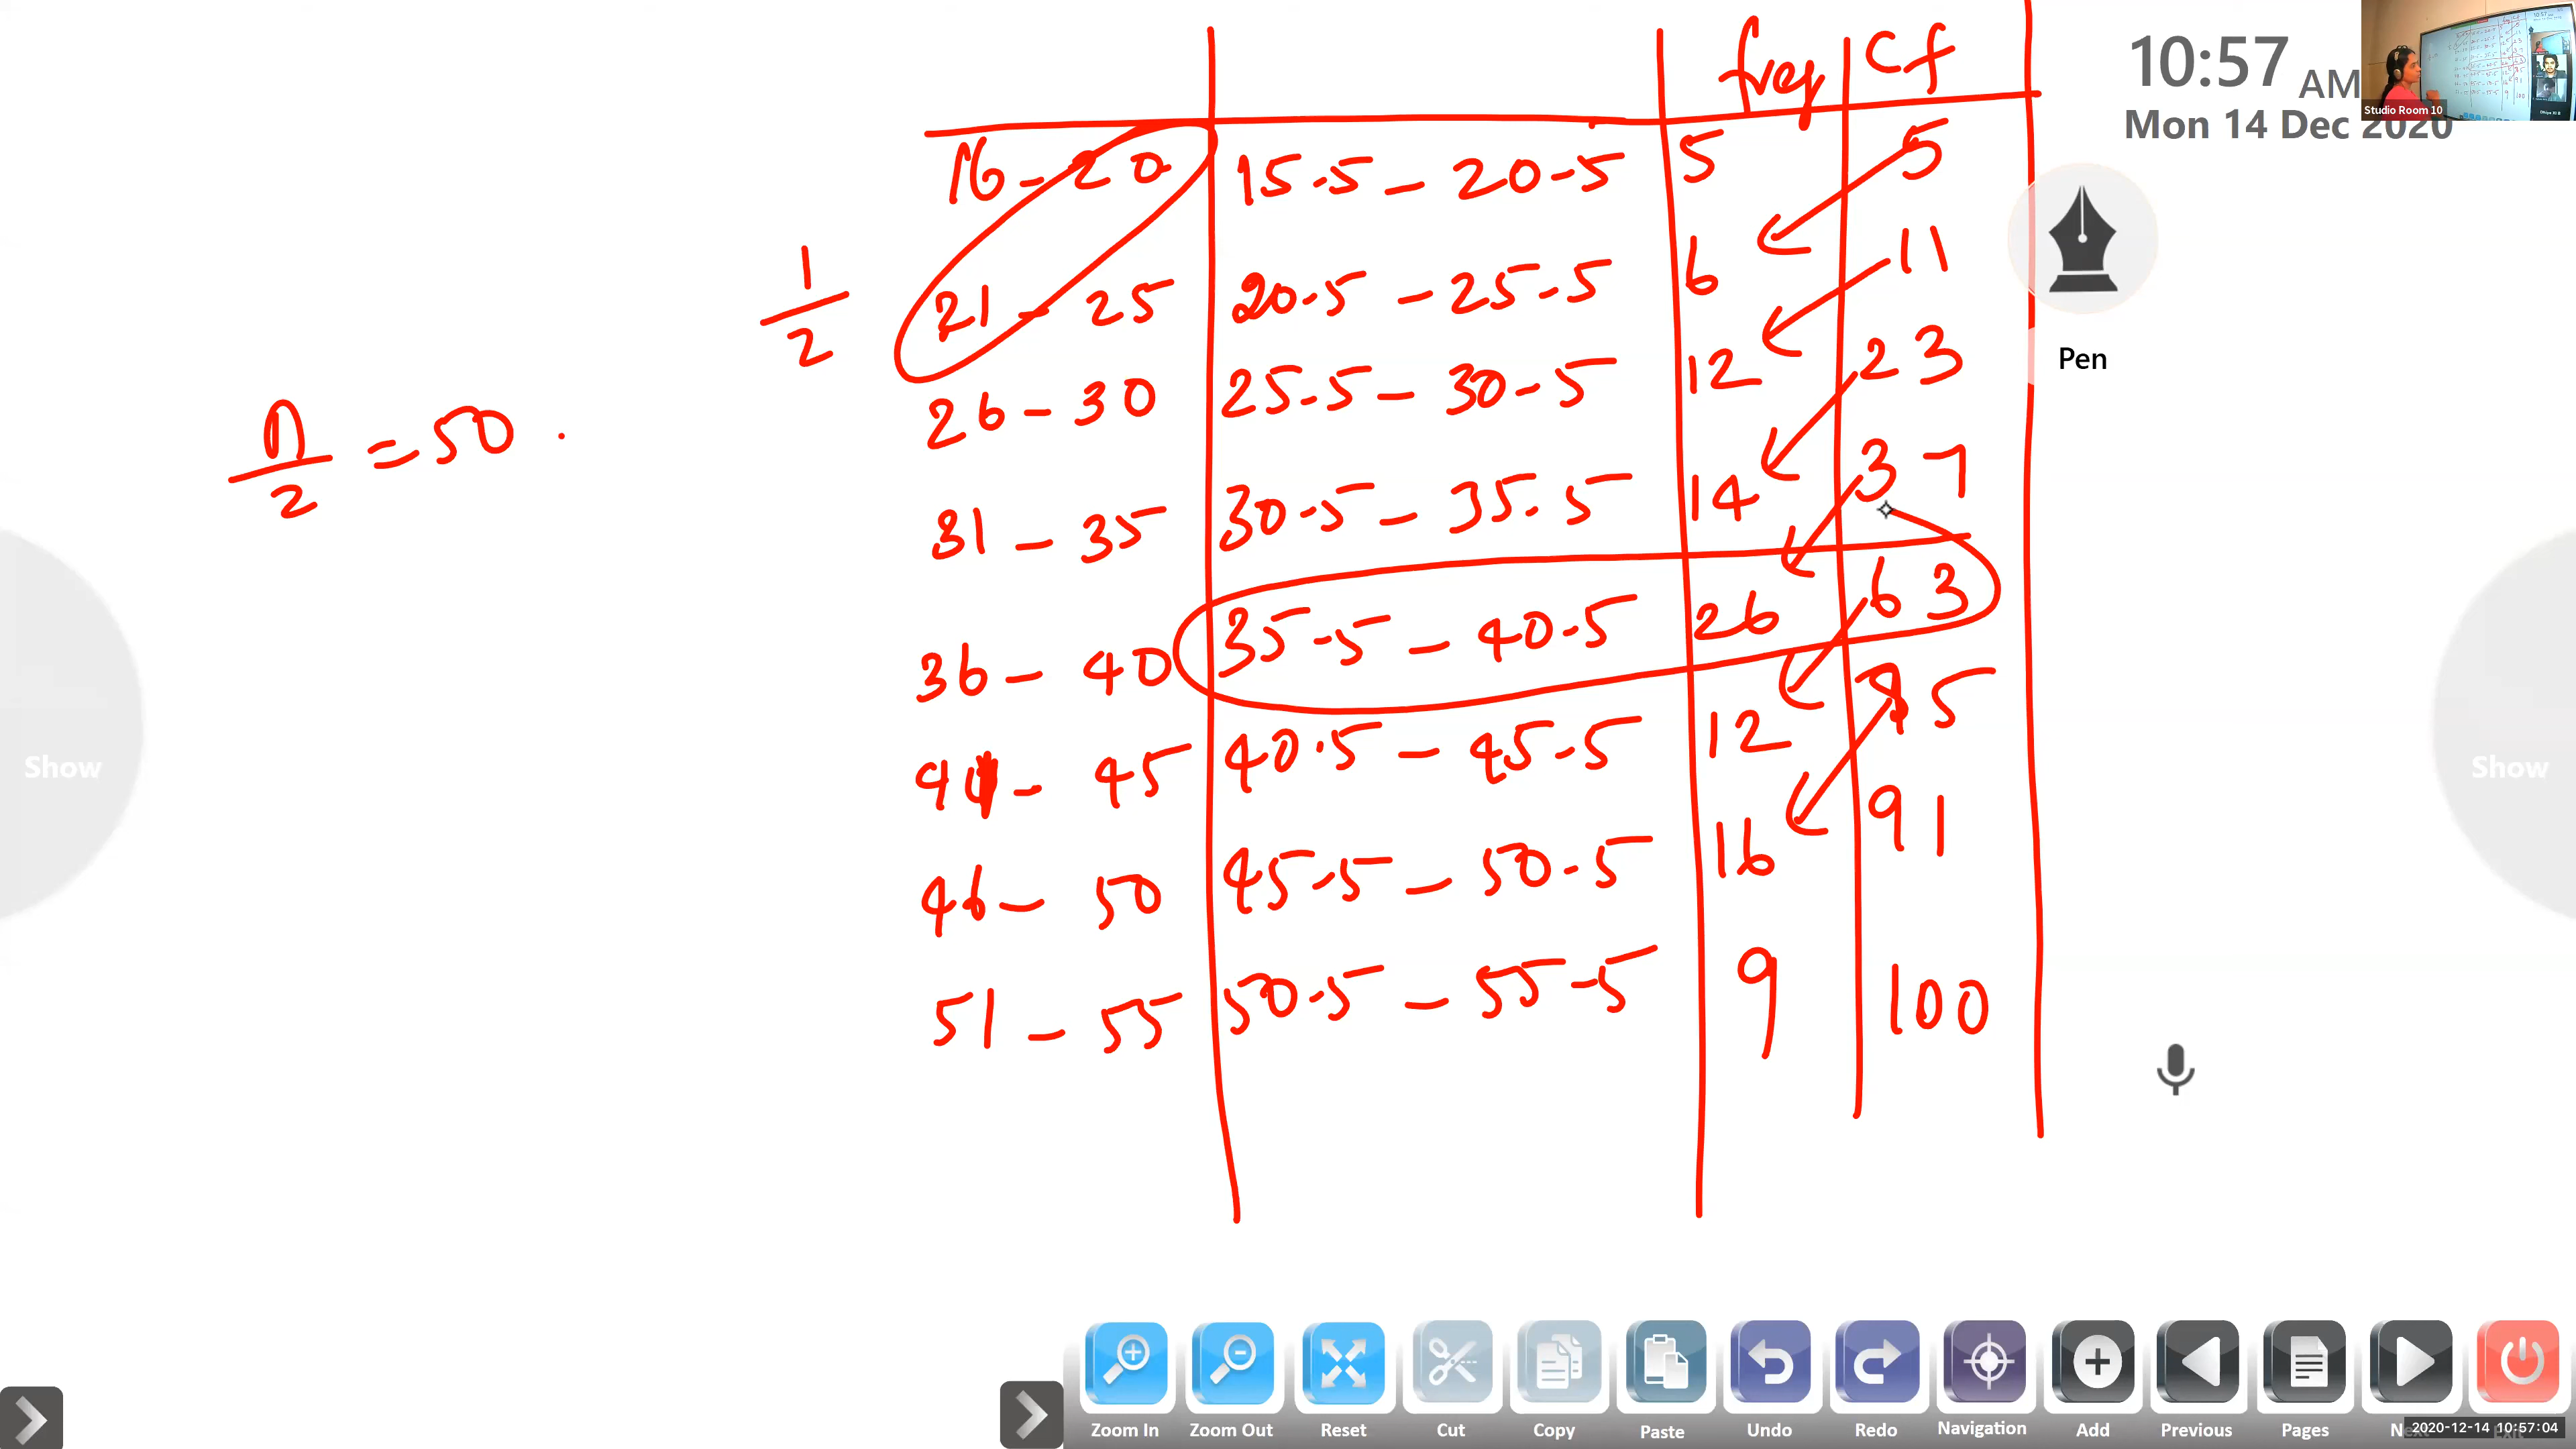 freq Cf
10:57 AM
Mon 14 Dec 2020
Studio Room 10
16 - 20 15.5 - 20.5 5 5
21 - 25 20.5 - 25.5 6 11
1/2
26 - 30 25.5 - 30.5 12 23
Pen
n/2 = 50 .
31 - 35 30.5 - 35.5 14 37
36 - 40 35.5 - 40.5 26 63
41 - 45 40.5 - 45.5 12 5
46 - 50 45.5 - 50.5 16 91
51 - 55 50.5 - 55.5 9 100
Show Show
Zoom In Zoom Out Reset Cut Copy Paste Undo Redo Navigation Add Previous Pages
2020-12-14 10:57:04